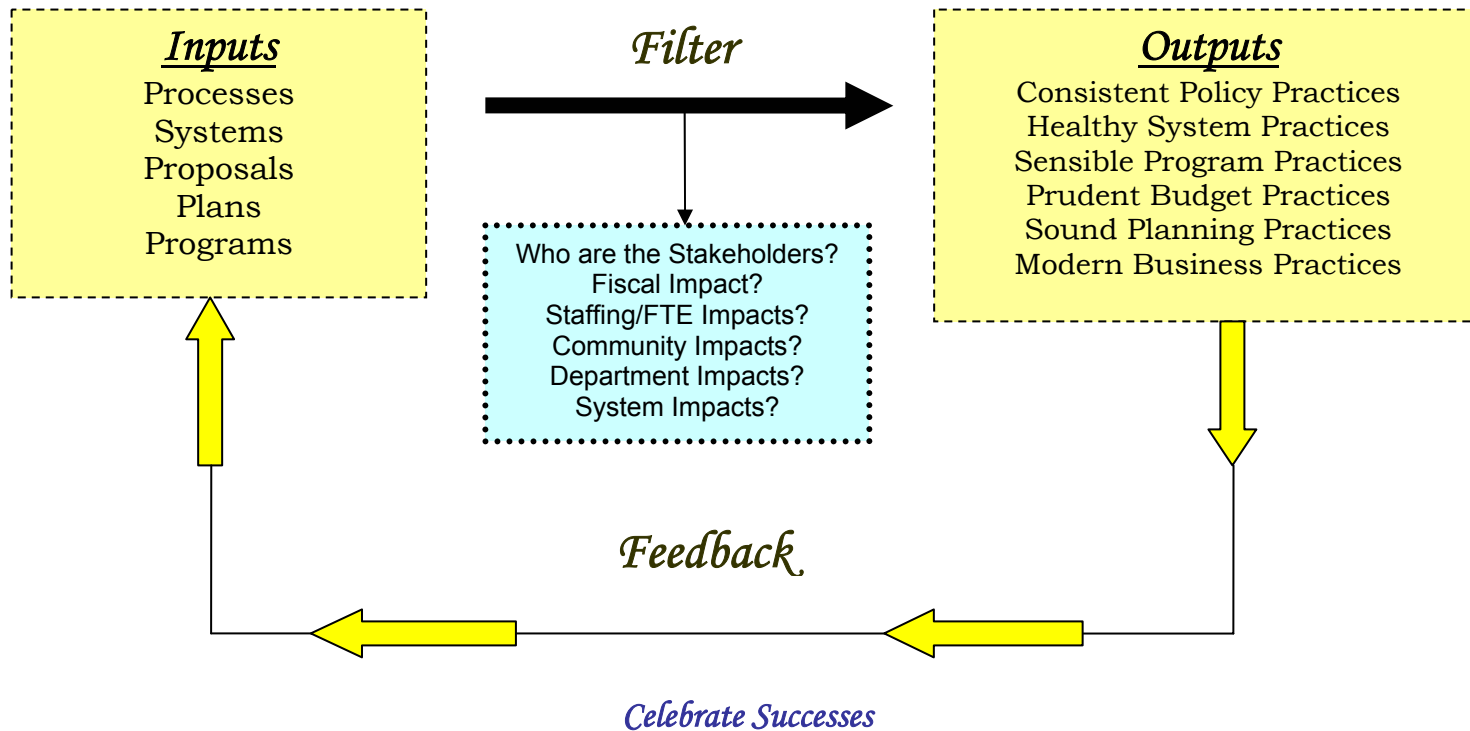 Inputs
Processes
Systems
Proposals
Plans
Programs
Filter
Who are the Stakeholders?
Fiscal Impact?
Staffing/FTE Impacts?
Community Impacts?
Department Impacts?
System Impacts?
Outputs
Consistent Policy Practices
Healthy System Practices
Sensible Program Practices
Prudent Budget Practices
Sound Planning Practices
Modern Business Practices
Feedback
Celebrate Successes